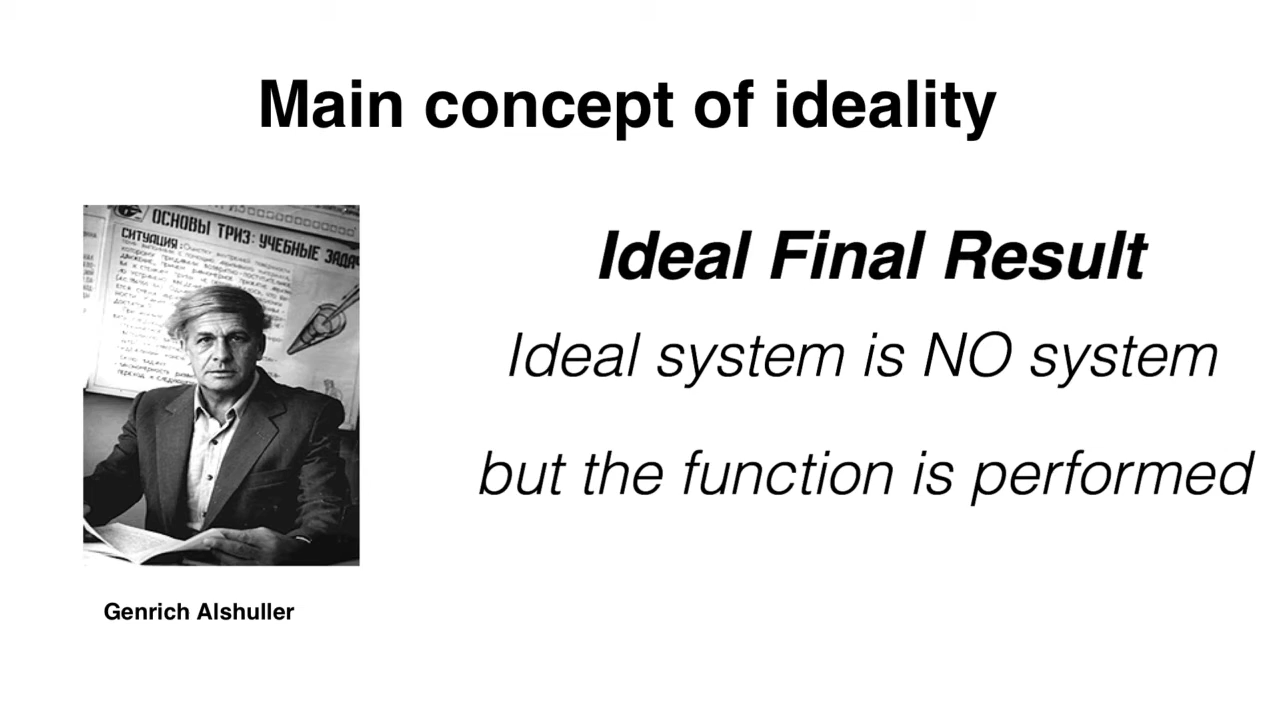 Main concept of ideality
ОСНОВЫ ТРИЗ: УЧЕБНЫЕ ЗАДА
СИТУАЦИЯ:
Ideal Final Result
Ideal system is NO system
but the function is performed
Genrich Alshuller